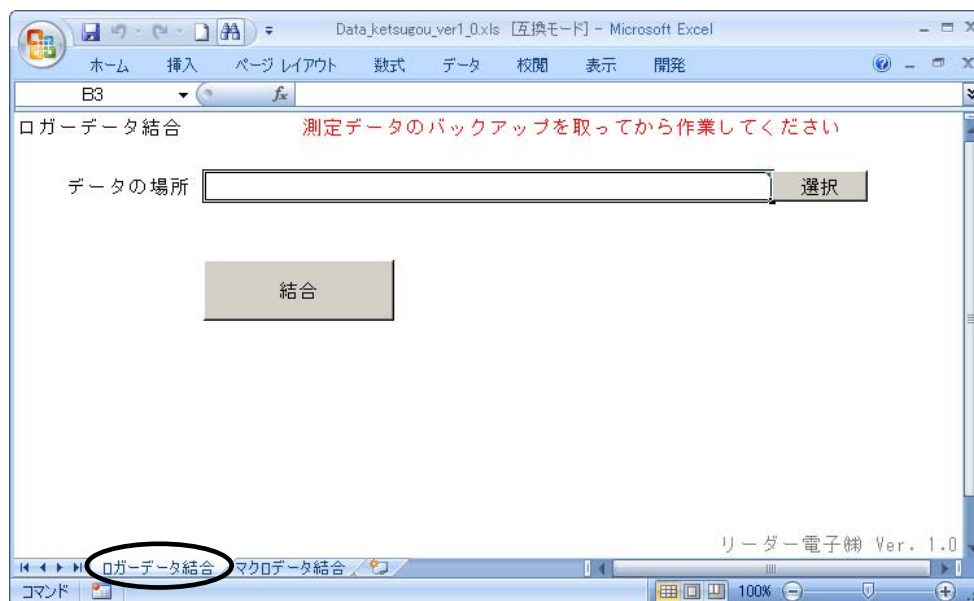 Data_ketsugou_ver1_0.xls [互換モード] - Microsoft Excel
ホーム 挿入 ページ レイアウト 数式 データ 校閲 表示 開発
B3 fx
ロガーデータ結合 測定データのバックアップを取ってから作業してください
データの場所 選択
結合
リーダー電子㈱ Ver. 1.0
ロガーデータ結合 マクロデータ結合
コマンド 100%